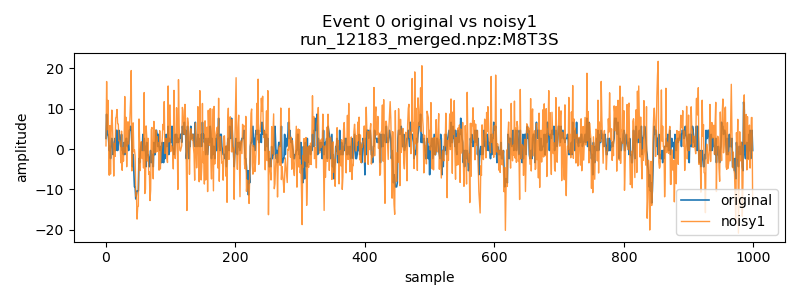 Event 0 original vs noisy1
run_12183_merged.npz:M8T3S
amplitude
20
10
0
−10
−20
0
200
400
600
800
1000
sample
original
noisy1